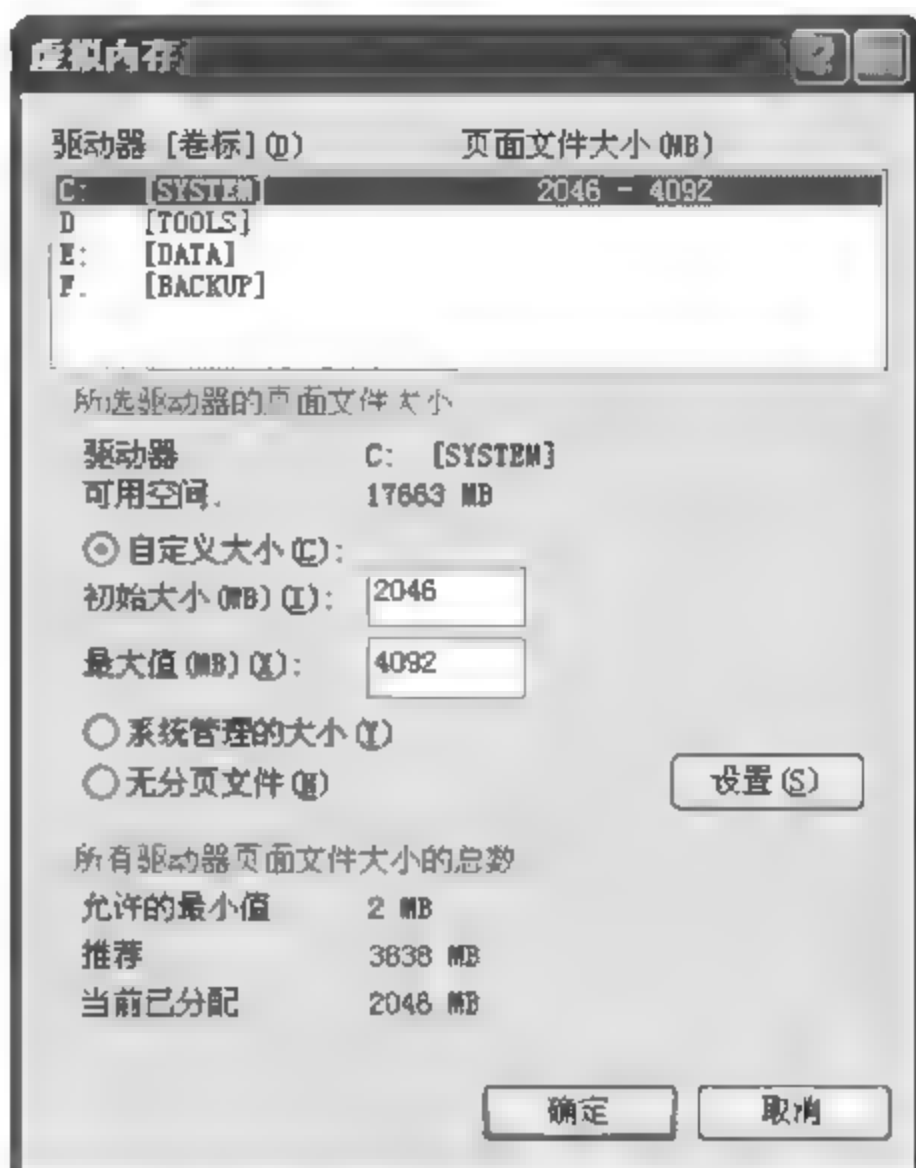 虚拟内存
驱动器 [卷标](D) 页面文件大小(MB)
C: [SYSTEM] 2046 - 4092
D [TOOLS]
E: [DATA]
F. [BACKUP]
所选驱动器的页面文件大小
驱动器 C: [SYSTEM]
可用空间. 17663 MB
自定义大小(C):
初始大小(MB)(I): 2046
最大值(MB)(X): 4092
系统管理的大小(Y)
无分页文件(N)
设置(S)
所有驱动器页面文件大小的总数
允许的最小值 2 MB
推荐 3838 MB
当前已分配 2046 MB
确定 取消